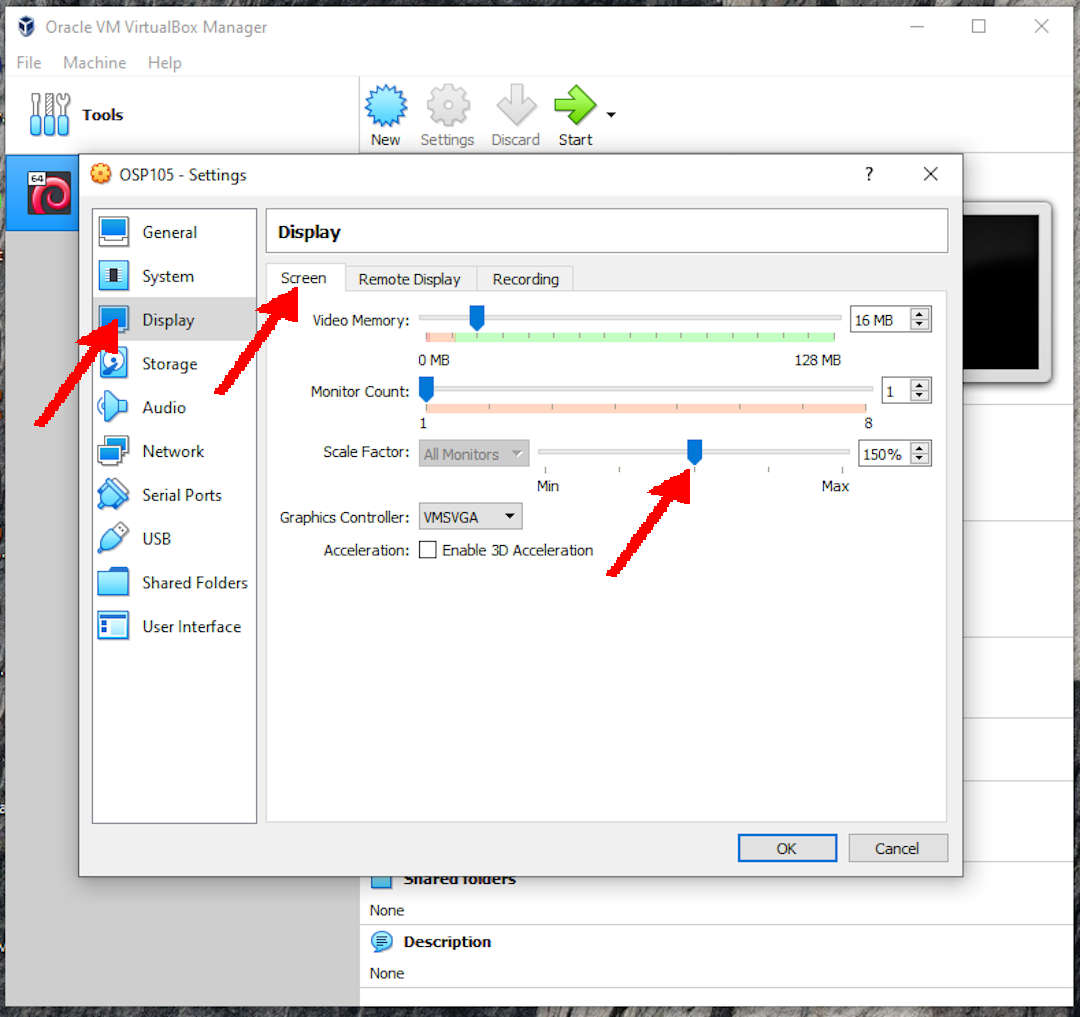 Oracle VM VirtualBox Manager
File Machine Help
Tools
New Settings Discard Start
64
OSP105 - Settings ?
General
System
Display
Storage
Audio
Network
Serial Ports
USB
Shared Folders
User Interface
Display
Screen Remote Display Recording
Video Memory: 16 MB
0 MB 128 MB
Monitor Count: 1
1 8
Scale Factor: All Monitors 150%
Min Max
Graphics Controller: VMSVGA
Acceleration: Enable 3D Acceleration
OK Cancel
Shared folders
None
Description
None